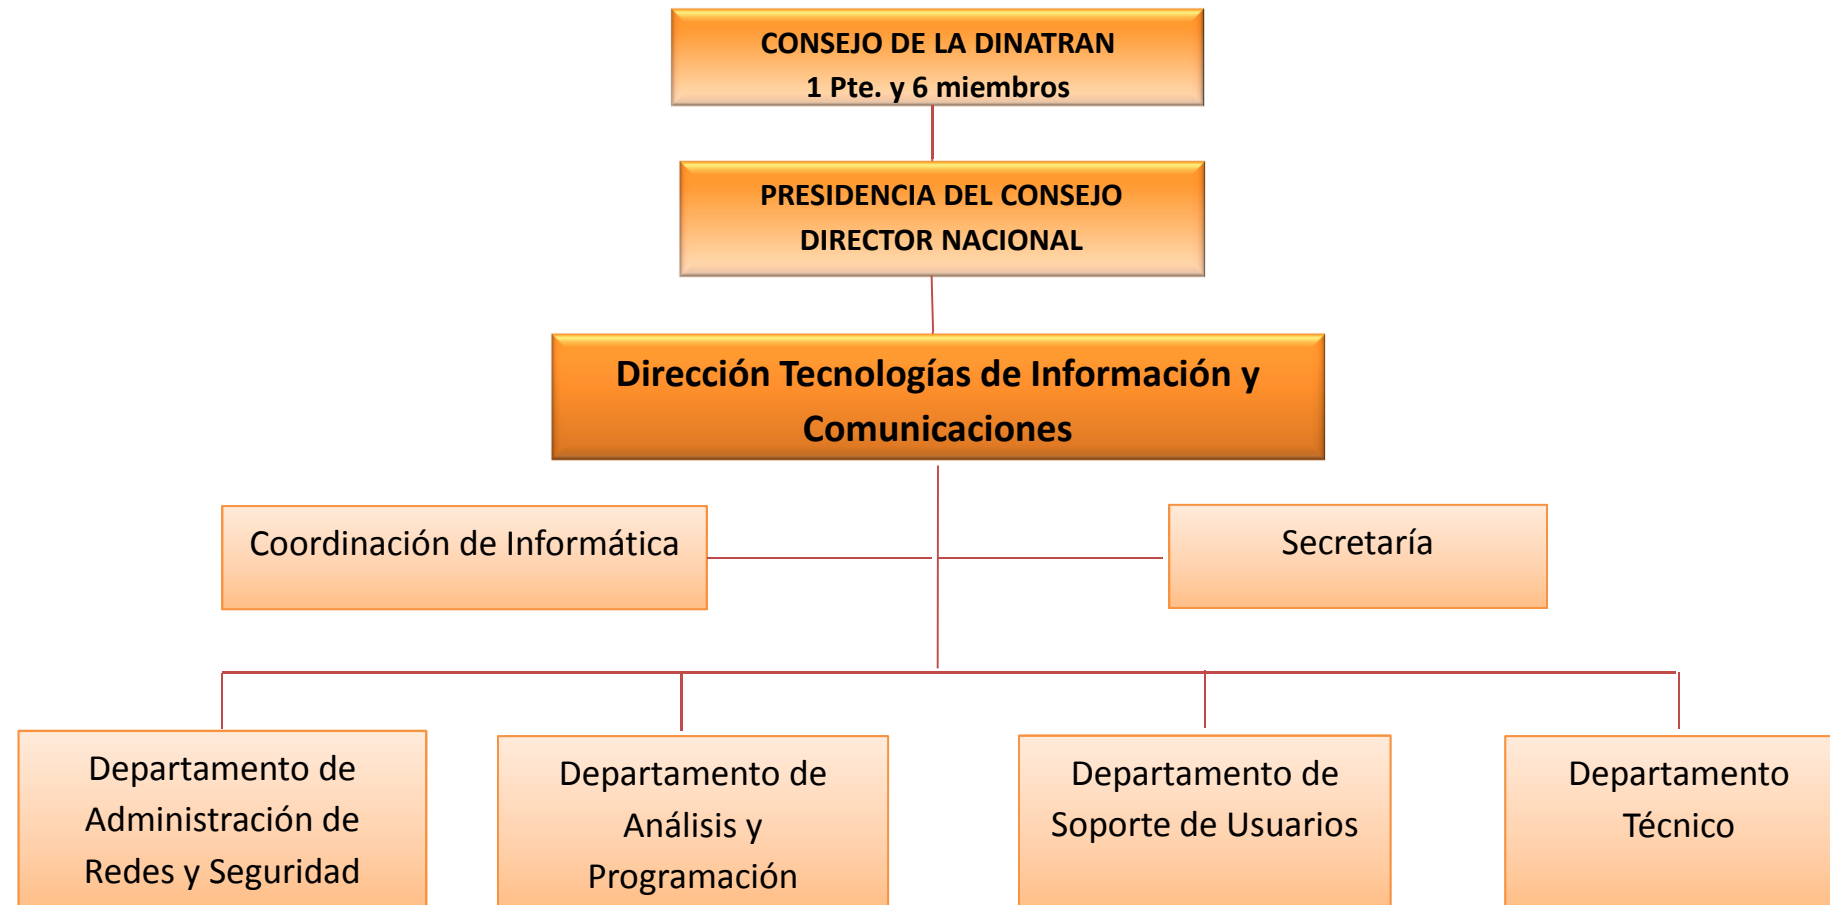 CONSEJO DE LA DINATRAN
1 Pte. y 6 miembros
PRESIDENCIA DEL CONSEJO
DIRECTOR NACIONAL
Dirección Tecnologías de Información y
Comunicaciones
Coordinación de Informática
Secretaría
Departamento de
Administración de
Redes y Seguridad
Departamento de
Análisis y
Programación
Departamento de
Soporte de Usuarios
Departamento
Técnico